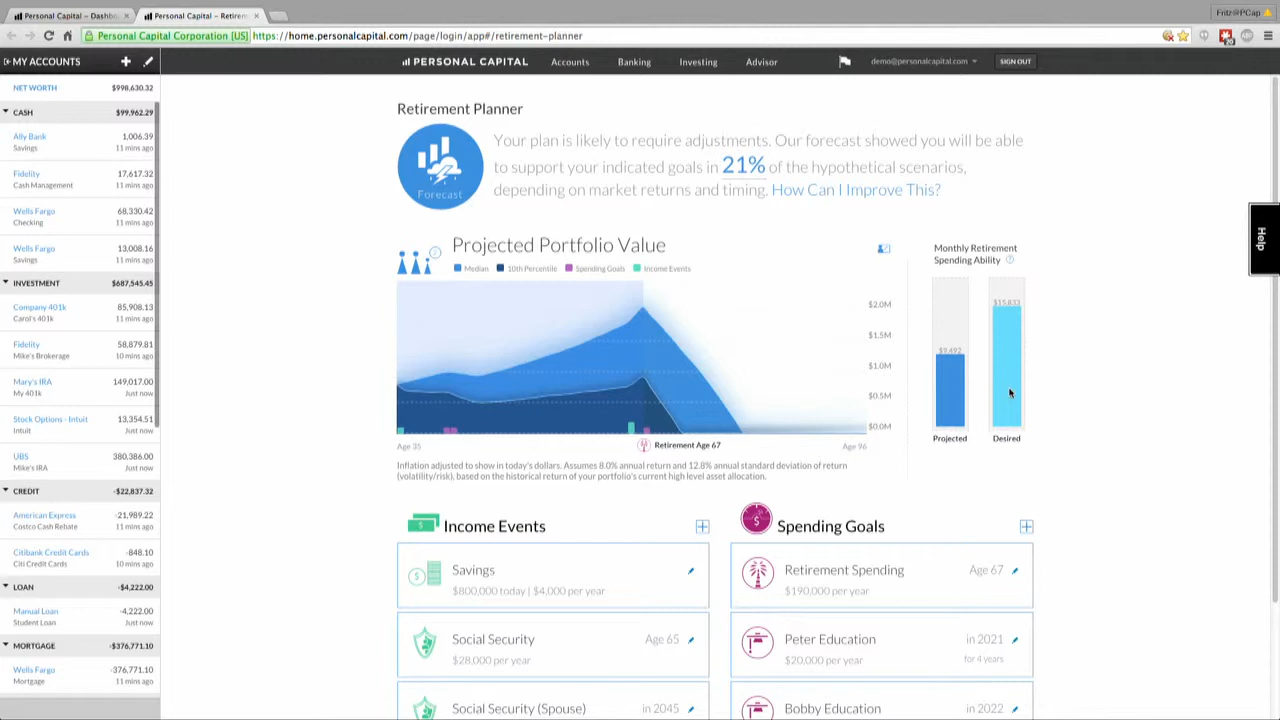 Personal Capital – Dashbo
Personal Capital – Retirem
Fritz@PCap
Personal Capital Corporation [US]
https://home.personalcapital.com/page/login/app#/retirement-planner
MY ACCOUNTS
PERSONAL CAPITAL
Accounts
Banking
Investing
Advisor
demo@personalcapital.com
SIGN OUT
NET WORTH $998,630.32
CASH $99,962.29
Ally Bank 1,006.39
Savings 11 mins ago
Fidelity 17,617.32
Cash Management 11 mins ago
Wells Fargo 68,330.42
Checking 11 mins ago
Wells Fargo 13,008.16
Savings 11 mins ago
INVESTMENT $687,545.45
Company 401k 85,908.13
Carol's 401k 11 mins ago
Fidelity 58,879.81
Mike's Brokerage 10 mins ago
Mary's IRA 149,017.00
My 401k Just now
Stock Options - Intuit 13,354.51
Intuit Just now
UBS 380,386.00
Mike's IRA Just now
CREDIT -$22,837.32
American Express -21,989.22
Costco Cash Rebate 11 mins ago
Citibank Credit Cards -848.10
Citi Credit Cards 10 mins ago
LOAN -$4,222.00
Manual Loan -4,222.00
Student Loan Just now
MORTGAGE -$376,771.10
Wells Fargo -376,771.10
Mortgage 11 mins ago
Retirement Planner
Forecast
Your plan is likely to require adjustments. Our forecast showed you will be able
to support your indicated goals in 21% of the hypothetical scenarios,
depending on market returns and timing. How Can I Improve This?
Help
Projected Portfolio Value
Median
10th Percentile
Spending Goals
Income Events
$2.0M
$1.5M
$1.0M
$0.5M
$0.0M
Age 35
Retirement Age 67
Age 96
Inflation adjusted to show in today's dollars. Assumes 8.0% annual return and 12.8% annual standard deviation of return
(volatility/risk), based on the historical return of your portfolio's current high level asset allocation.
Monthly Retirement
Spending Ability ?
$15,833
$9,492
Projected
Desired
Income Events
Savings
$800,000 today | $4,000 per year
Social Security Age 65
$28,000 per year
Social Security (Spouse) in 2045
Spending Goals
Retirement Spending Age 67
$190,000 per year
Peter Education in 2021
$20,000 per year for 4 years
Bobby Education in 2022